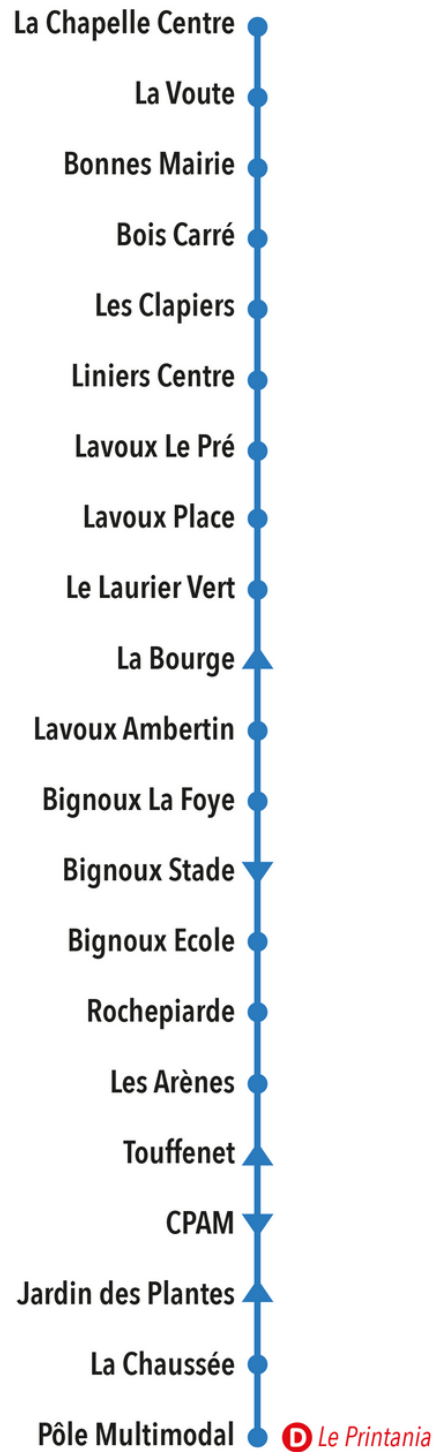 La Chapelle Centre
La Voute
Bonnes Mairie
Bois Carré
Les Clapiers
Liniers Centre
Lavoux Le Pré
Lavoux Place
Le Laurier Vert
La Bourge
Lavoux Ambertin
Bignoux La Foye
Bignoux Stade
Bignoux Ecole
Rochepiarde
Les Arènes
Touffenet
CPAM
Jardin des Plantes
La Chaussée
Pôle Multimodal D Le Printania